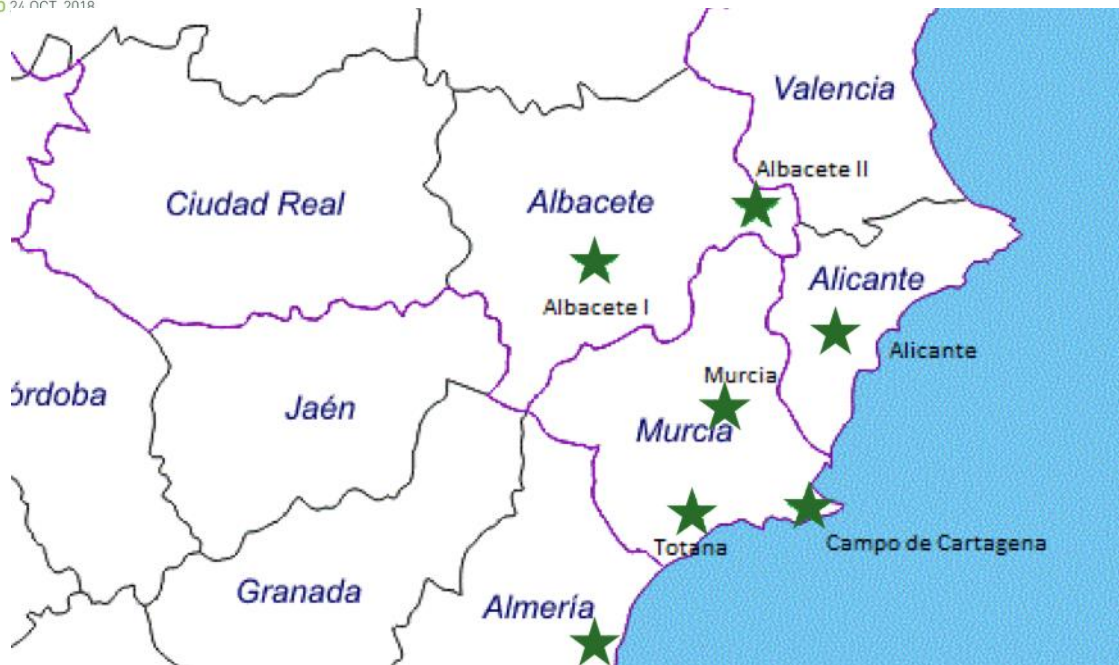 24 OCT. 2018
Valencia
Albacete II
Ciudad Real
Albacete
Alicante
Albacete I
Alicante
Murcia
órdoba
Jaén
Murcia
Totana
Campo de Cartagena
Granada
Almería